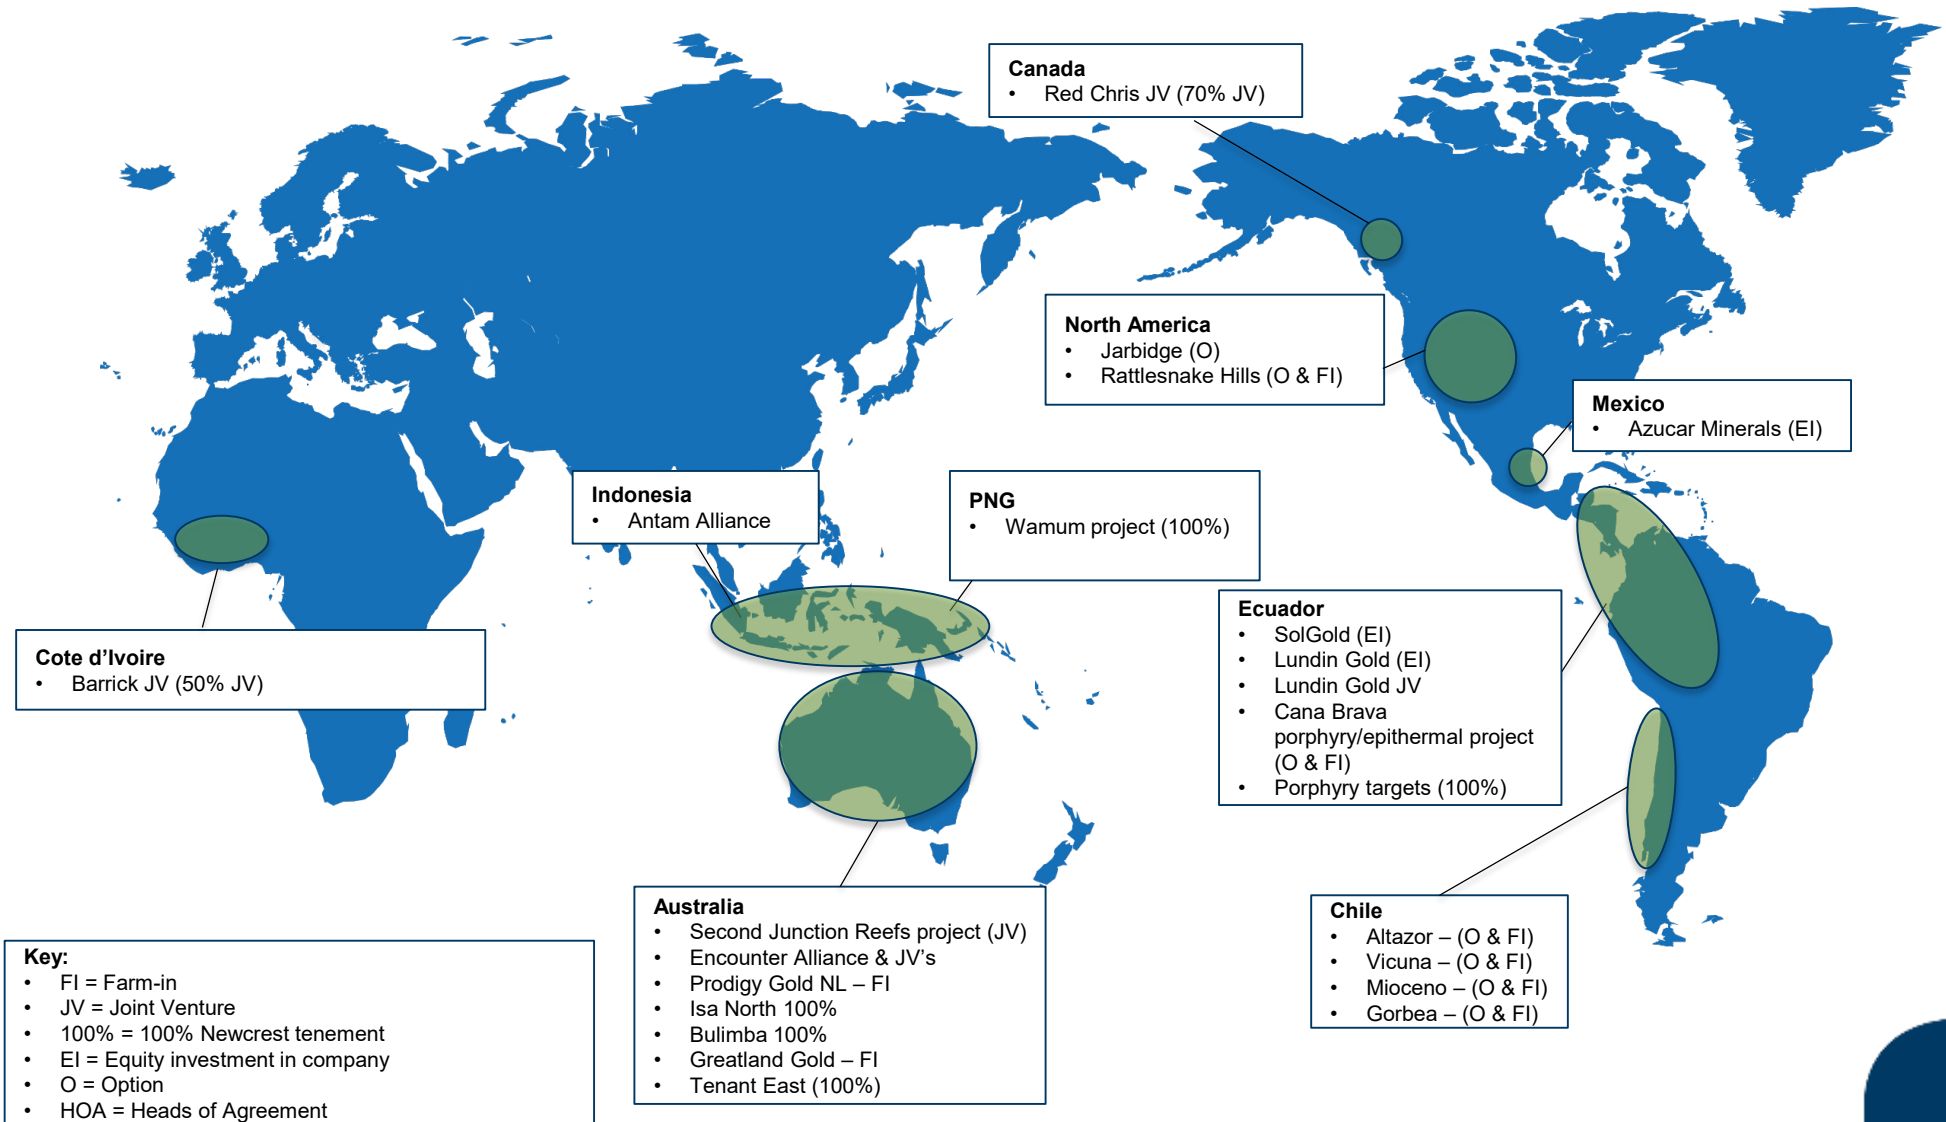 Canada
• Red Chris JV (70% JV)
North America
• Jarbidge (O)
• Rattlesnake Hills (O & FI)
Mexico
• Azucar Minerals (EI)
Indonesia
• Antam Alliance
PNG
• Wamum project (100%)
Cote d’Ivoire
• Barrick JV (50% JV)
Ecuador
• SolGold (EI)
• Lundin Gold (EI)
• Lundin Gold JV
• Cana Brava
porphyry/epithermal project
(O & FI)
• Porphyry targets (100%)
Australia
• Second Junction Reefs project (JV)
• Encounter Alliance & JV’s
• Prodigy Gold NL – FI
• Isa North 100%
• Bulimba 100%
• Greatland Gold – FI
• Tenant East (100%)
Chile
• Altazor – (O & FI)
• Vicuna – (O & FI)
• Mioceno – (O & FI)
• Gorbea – (O & FI)
Key:
• FI = Farm-in
• JV = Joint Venture
• 100% = 100% Newcrest tenement
• EI = Equity investment in company
• O = Option
• HOA = Heads of Agreement